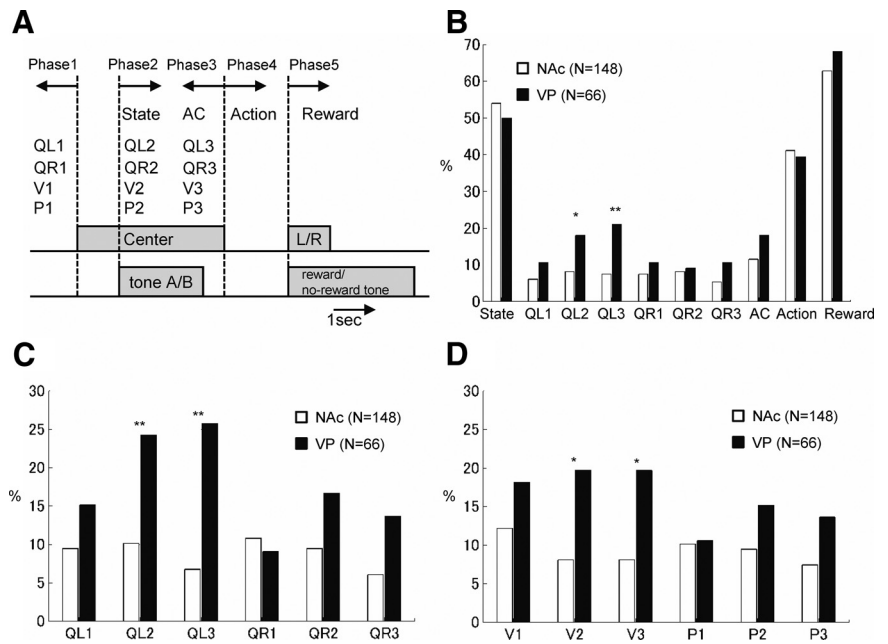 A
Phase1 Phase2 Phase3 Phase4 Phase5
State AC Action Reward
QL1 QL2 QL3
QR1 QR2 QR3
V1 V2 V3
P1 P2 P3
Center L/R
tone A/B reward/
no-reward tone
1sec
B
70
60
50
40
30
20
10
0
%
NAc (N=148)
VP (N=66)
* **
State QL1 QL2 QL3 QR1 QR2 QR3 AC Action Reward
C
30
25
20
15
10
5
0
%
NAc (N=148)
VP (N=66)
** **
QL1 QL2 QL3 QR1 QR2 QR3
D
30
25
20
15
10
5
0
%
NAc (N=148)
VP (N=66)
* *
V1 V2 V3 P1 P2 P3